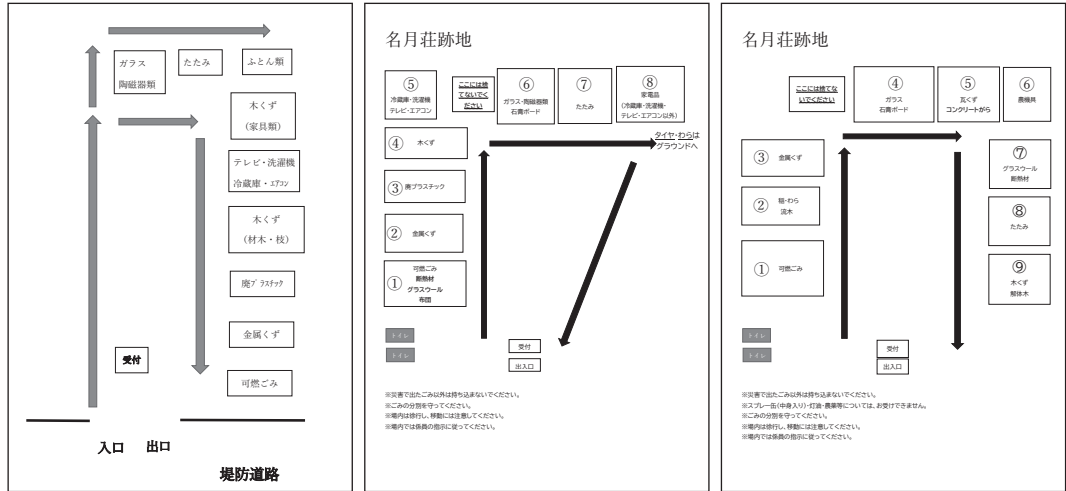 ガラス
陶磁器類
たたみ
ふとん類
木くず
(家具類)
テレビ・洗濯機
冷蔵庫・エアコン
木くず
(材木・枝)
廃プラスチック
金属くず
可燃ごみ
受付
入口 出口
堤防道路
名月荘跡地
⑤
冷蔵庫・洗濯機
テレビ・エアコン
ここには捨
てないでく
ださい
⑥
ガラス・陶磁器類
石膏ボード
⑦
たたみ
⑧
家電品
(冷蔵庫・洗濯機・
テレビ・エアコン以外)
④ 木くず
タイヤ・わらは
グラウンドへ
③ 廃プラスチック
② 金属くず
① 可燃ごみ
断熱材
グラスウール
布団
トイレ
トイレ
受付
出入口
※災害で出たごみ以外は持ち込まないでください。
※ごみの分別を守ってください。
※場内は徐行し、移動には注意してください。
※場内では係員の指示に従ってください。
名月荘跡地
ここには捨てな
いでください
④
ガラス
石膏ボード
⑤
瓦くず
コンクリートがら
⑥
農機具
③ 金属くず
② 稲・わら
流木
① 可燃ごみ
⑦
グラスウール
断熱材
⑧
たたみ
⑨
木くず
解体木
トイレ
トイレ
受付
出入口
※災害で出たごみ以外は持ち込まないでください。
※スプレー缶(中身入り)・灯油・農薬等については、お受けできません。
※ごみの分別を守ってください。
※場内は徐行し、移動には注意してください。
※場内では係員の指示に従ってください。